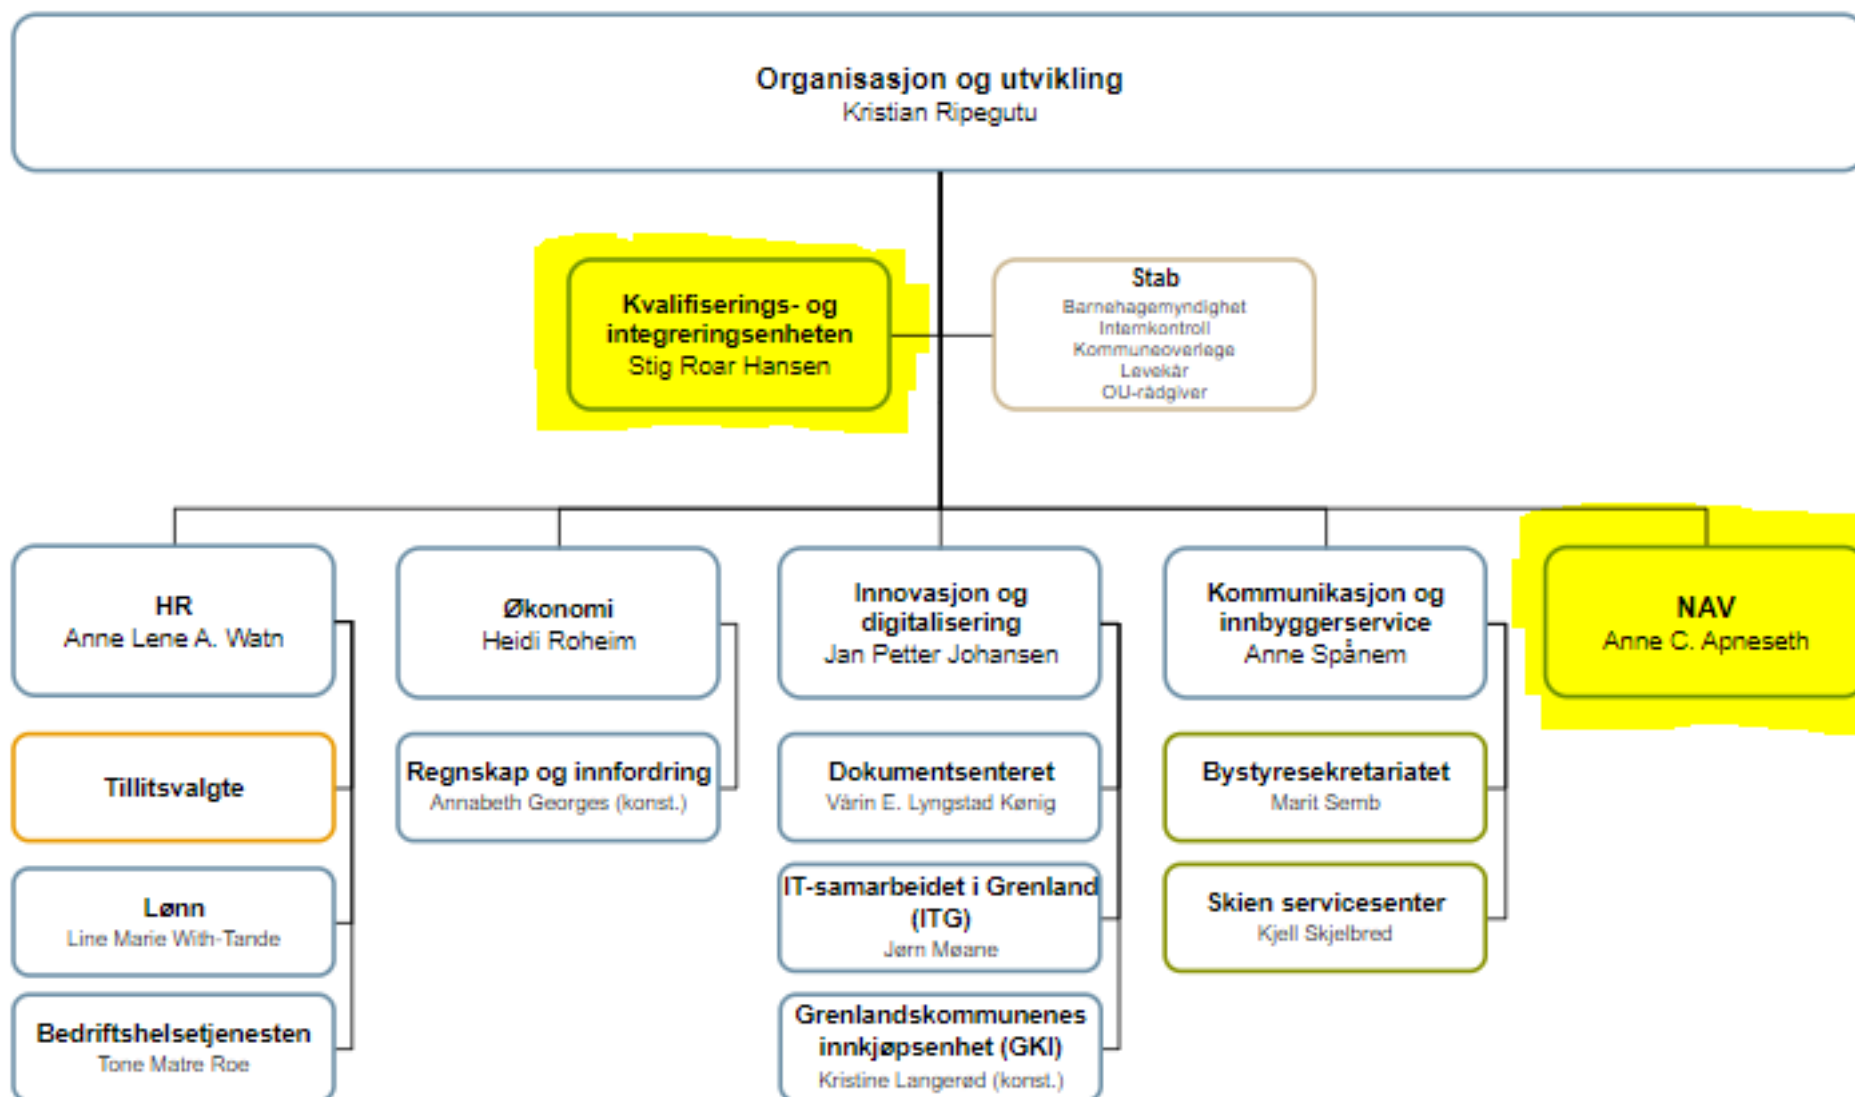 Organisasjon og utvikling
Kristian Ripegutu
Kvalifiserings- og
integreringsenheten
Stig Roar Hansen
Stab
Barnehagemyndighet
Internkontroll
Kommuneoverlege
Levekår
OU-rådgiver
HR
Anne Lene A. Watn
Økonomi
Heidi Roheim
Innovasjon og
digitalisering
Jan Petter Johansen
Kommunikasjon og
innbyggerservice
Anne Spånem
NAV
Anne C. Apneseth
Tillitsvalgte
Regnskap og innfordring
Annabeth Georges (konst.)
Dokumentsenteret
Vårin E. Lyngstad Kønig
Bystyresekretariatet
Marit Semb
Lønn
Line Marie With-Tande
IT-samarbeidet i Grenland
(ITG)
Jørn Møane
Skien servicesenter
Kjell Skjelbred
Bedriftshelsetjenesten
Tone Matre Roe
Grenlandskommunenes
innkjøpsenhet (GKI)
Kristine Langerød (konst.)